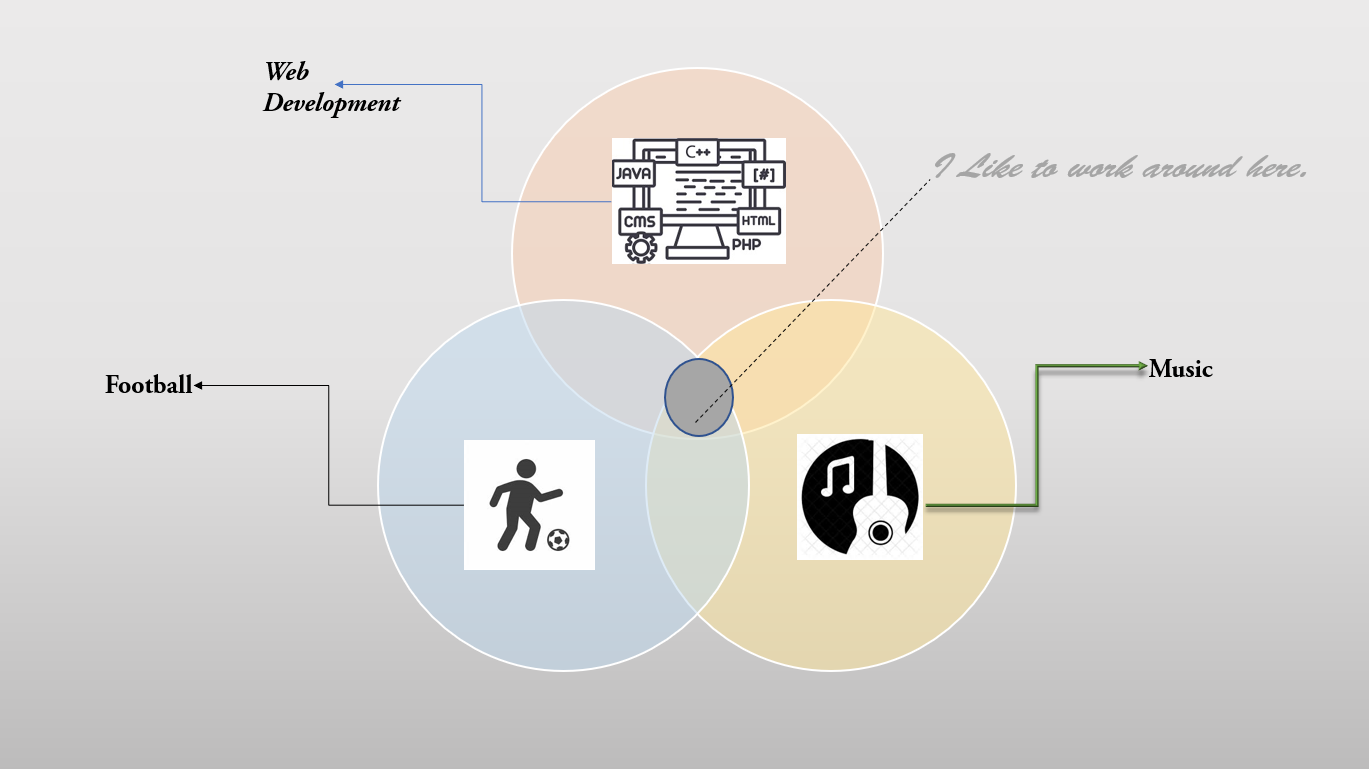 Web
Development
C++
JAVA
[#]
CMS
HTML
PHP
I Like to work around here.
Football
Music